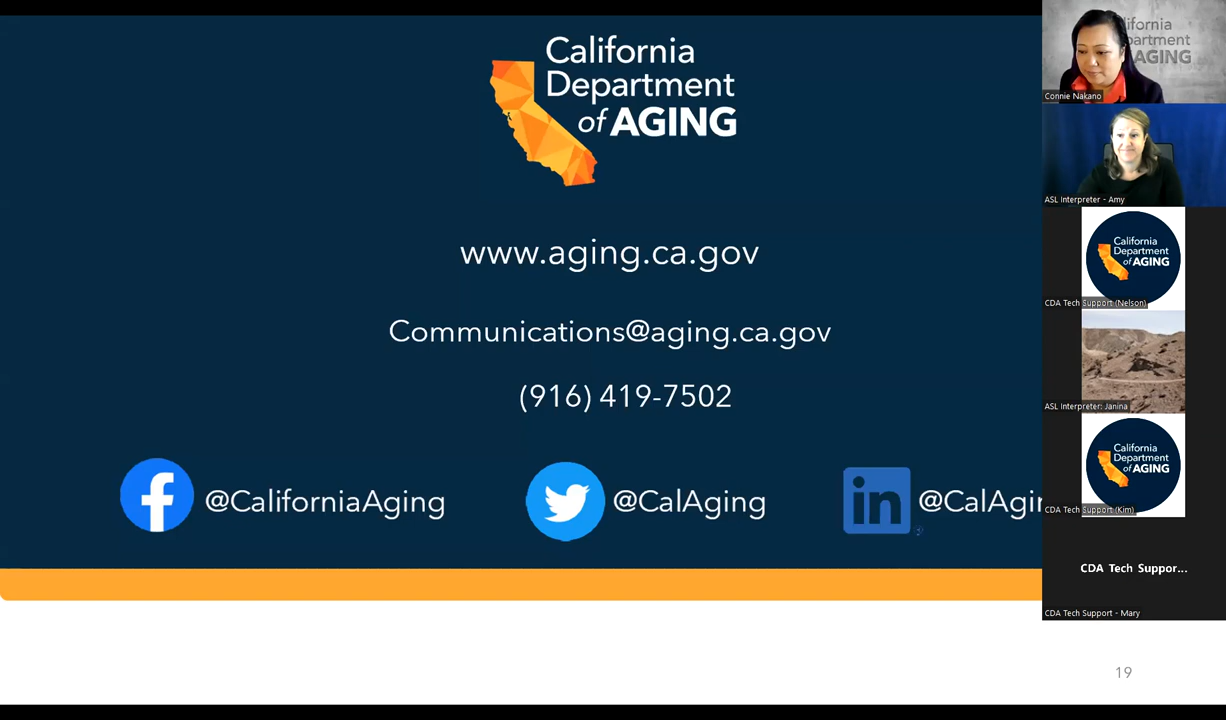 California
Department
of AGING
www.aging.ca.gov
Communications@aging.ca.gov
(916) 419-7502
@CaliforniaAging
@CalAging
in @CalAgin
19
Connie Nakano
ASL Interpreter - Amy
California
Department
of AGING
CDA Tech Support (Nelson)
ASL Interpreter: Janina
California
Department
of AGING
CDA Tech Support (Kim)
CDA Tech Suppor...
CDA Tech Support - Mary